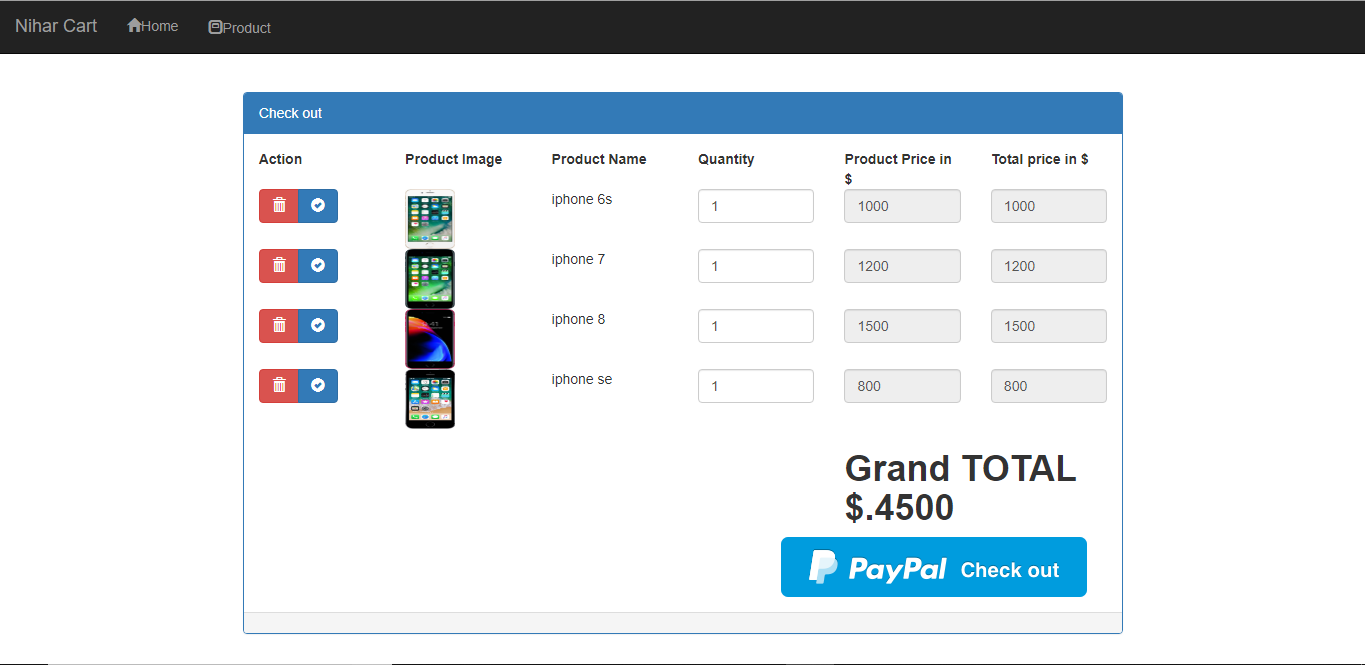 Nihar Cart Home Product
Check out
Action Product Image Product Name Quantity Product Price in $ Total price in $
iphone 6s 1 1000 1000
iphone 7 1 1200 1200
iphone 8 1 1500 1500
iphone se 1 800 800
Grand TOTAL
$.4500
PayPal Check out